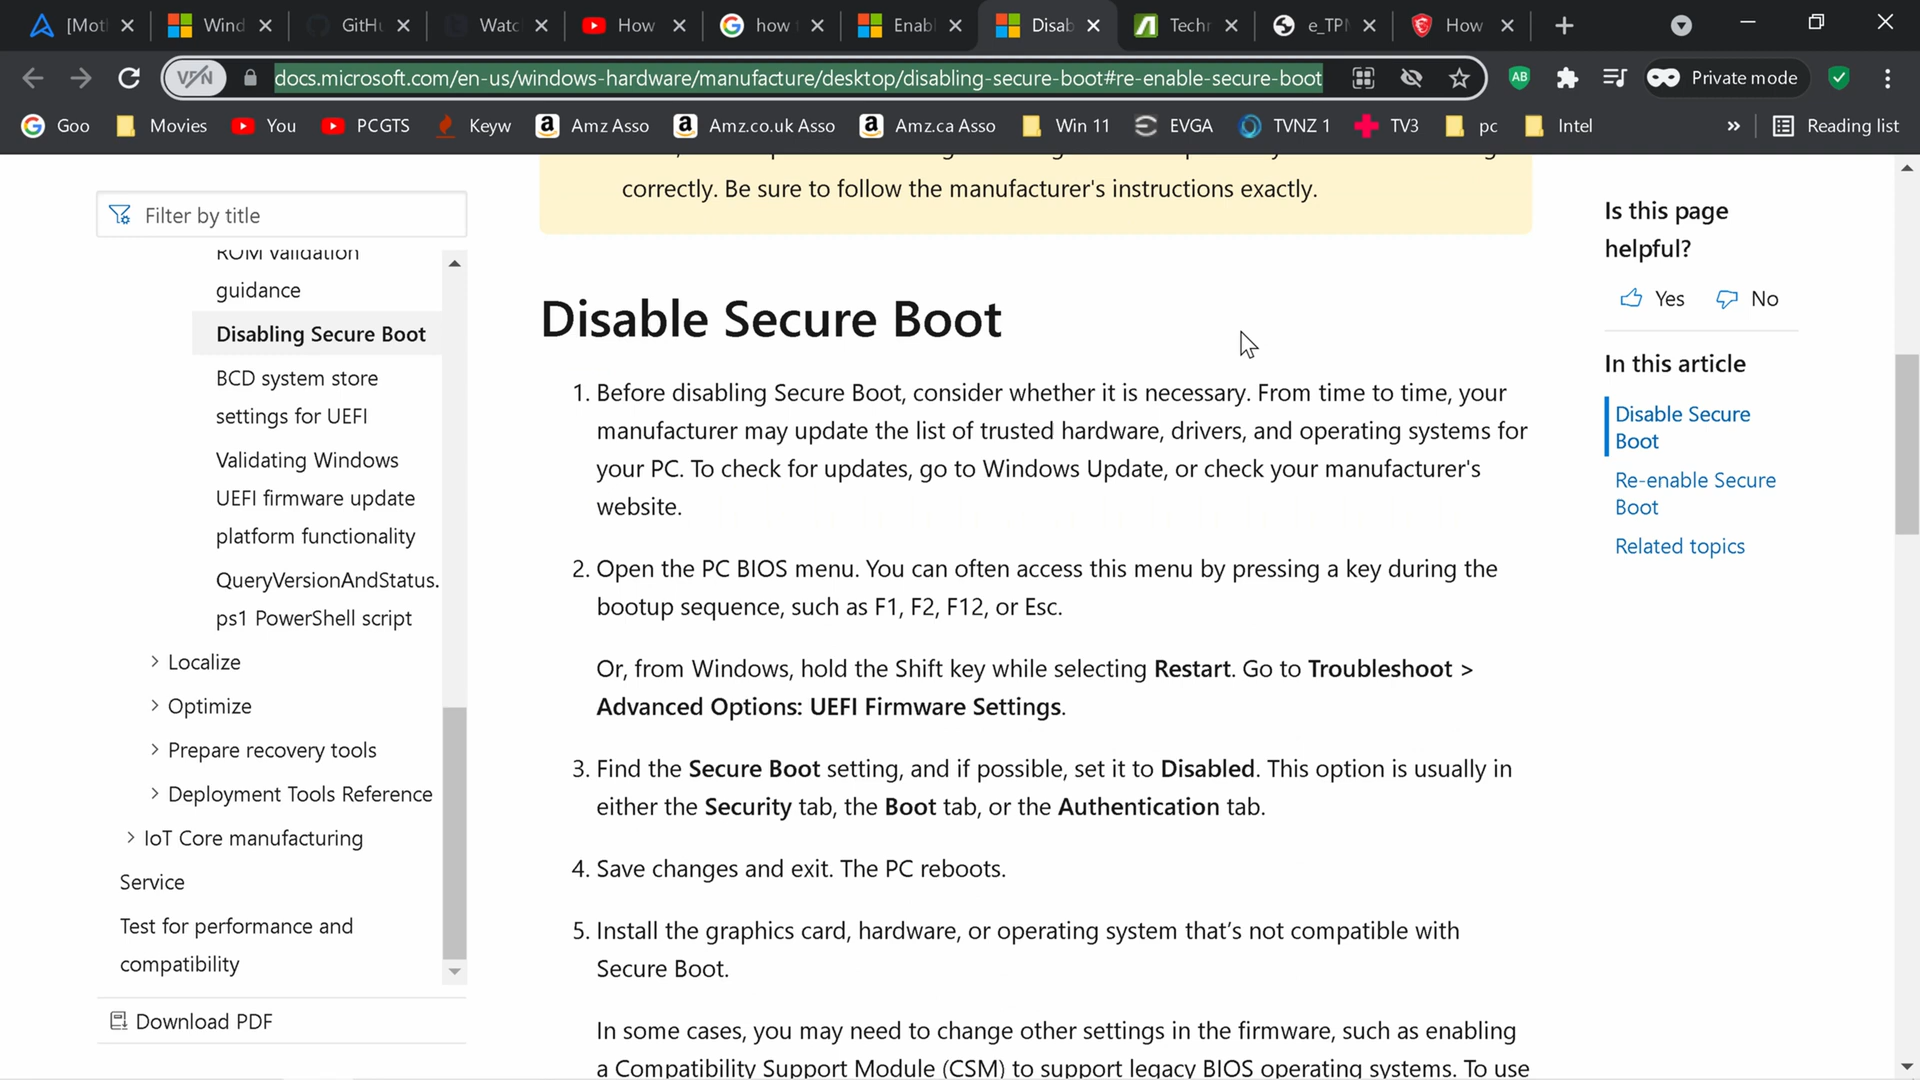 [Mot
Wind
GitHu
Watc
How
how t
Enabl
Disab
Techn
e_TPM
How
VPN
docs.microsoft.com/en-us/windows-hardware/manufacture/desktop/disabling-secure-boot#re-enable-secure-boot
AB
Private mode
Goo
Movies
You
PCGTS
Keyw
Amz Asso
Amz.co.uk Asso
Amz.ca Asso
Win 11
EVGA
TVNZ 1
TV3
pc
Intel
»
Reading list
correctly. Be sure to follow the manufacturer's instructions exactly.
Filter by title
ROM validation
guidance
Disabling Secure Boot
BCD system store
settings for UEFI
Validating Windows
UEFI firmware update
platform functionality
QueryVersionAndStatus.
ps1 PowerShell script
Localize
Optimize
Prepare recovery tools
Deployment Tools Reference
IoT Core manufacturing
Service
Test for performance and
compatibility
Download PDF
Disable Secure Boot
1. Before disabling Secure Boot, consider whether it is necessary. From time to time, your
manufacturer may update the list of trusted hardware, drivers, and operating systems for
your PC. To check for updates, go to Windows Update, or check your manufacturer's
website.
2. Open the PC BIOS menu. You can often access this menu by pressing a key during the
bootup sequence, such as F1, F2, F12, or Esc.
Or, from Windows, hold the Shift key while selecting Restart. Go to Troubleshoot >
Advanced Options: UEFI Firmware Settings.
3. Find the Secure Boot setting, and if possible, set it to Disabled. This option is usually in
either the Security tab, the Boot tab, or the Authentication tab.
4. Save changes and exit. The PC reboots.
5. Install the graphics card, hardware, or operating system that’s not compatible with
Secure Boot.
In some cases, you may need to change other settings in the firmware, such as enabling
a Compatibility Support Module (CSM) to support legacy BIOS operating systems. To use
Is this page
helpful?
Yes
No
In this article
Disable Secure
Boot
Re-enable Secure
Boot
Related topics